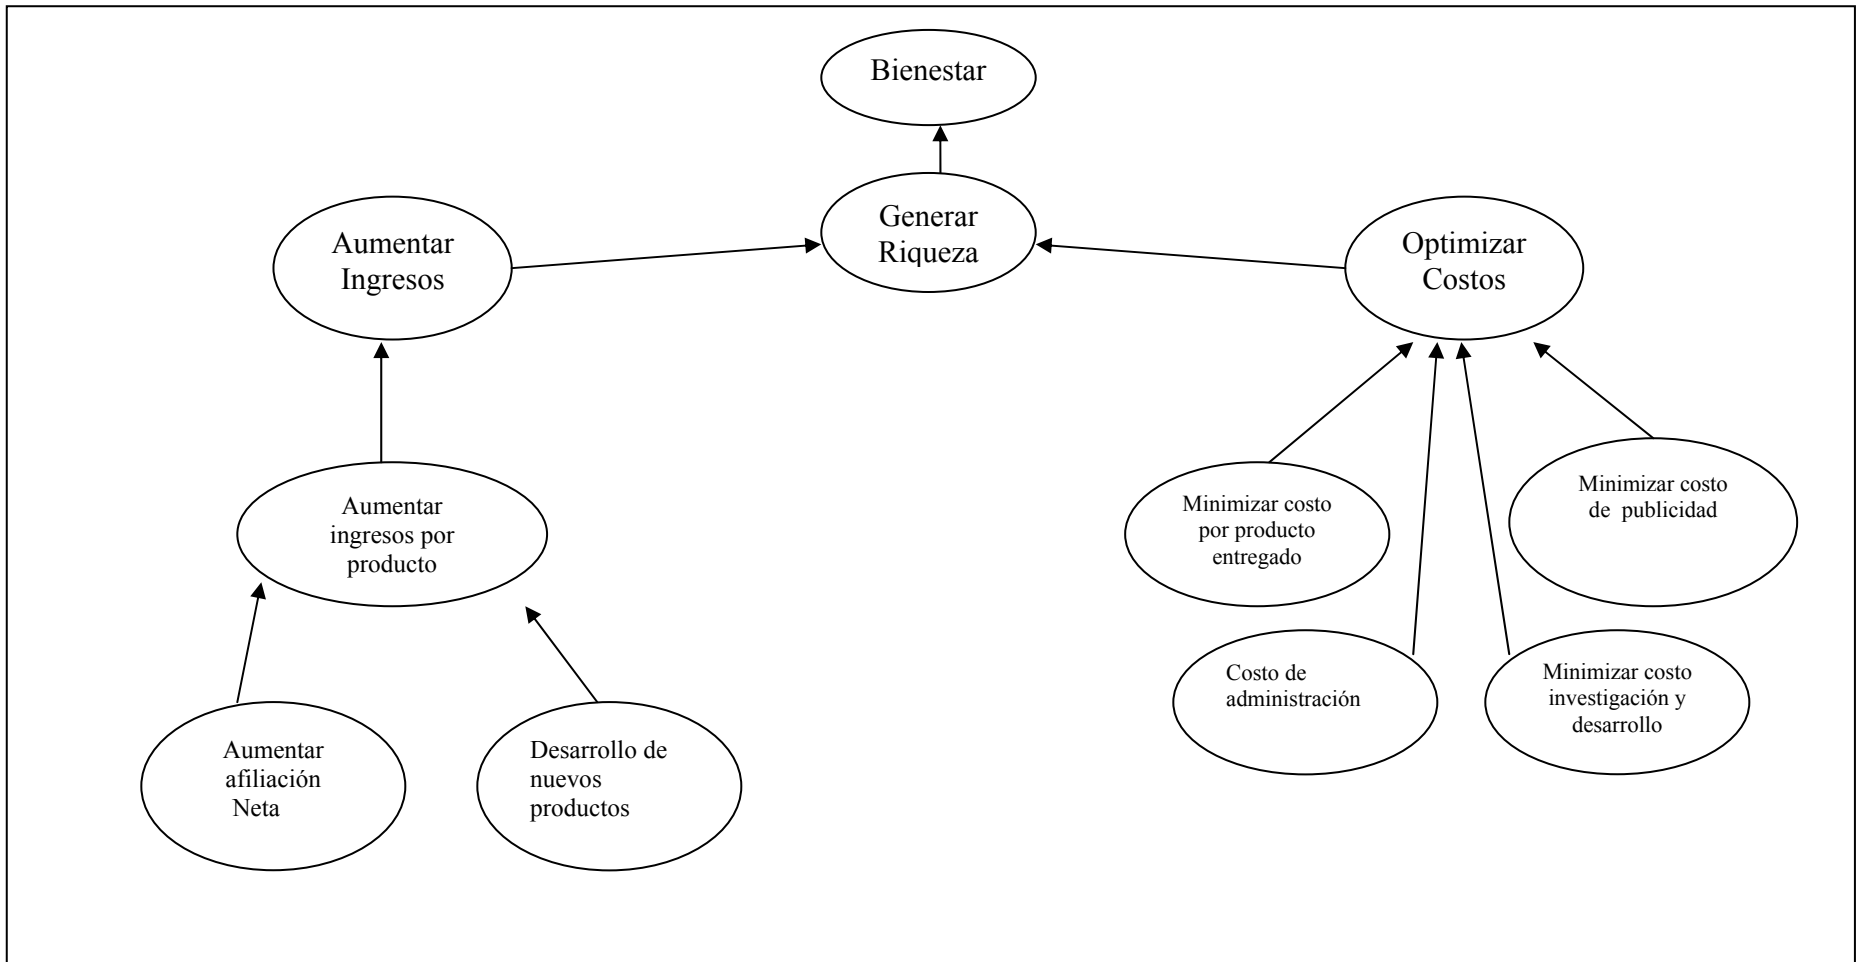 Bienestar
Generar
Riqueza
Aumentar
Ingresos
Optimizar
Costos
Aumentar
ingresos por
producto
Minimizar costo
por producto
entregado
Minimizar costo
de publicidad
Costo de
administración
Minimizar costo
investigación y
desarrollo
Aumentar
afiliación
Neta
Desarrollo de
nuevos
productos